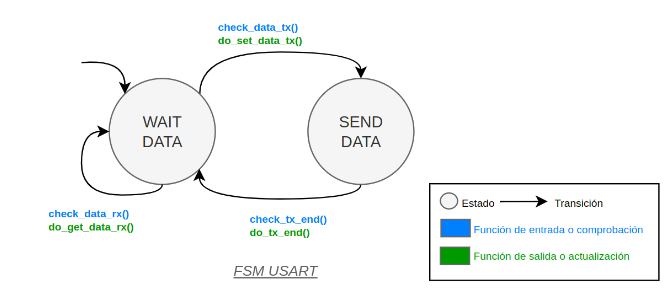 check_data_tx()
do_set_data_tx()
WAIT
DATA
SEND
DATA
check_data_rx()
do_get_data_rx()
check_tx_end()
do_tx_end()
FSM USART
Estado
Transición
Función de entrada o comprobación
Función de salida o actualización